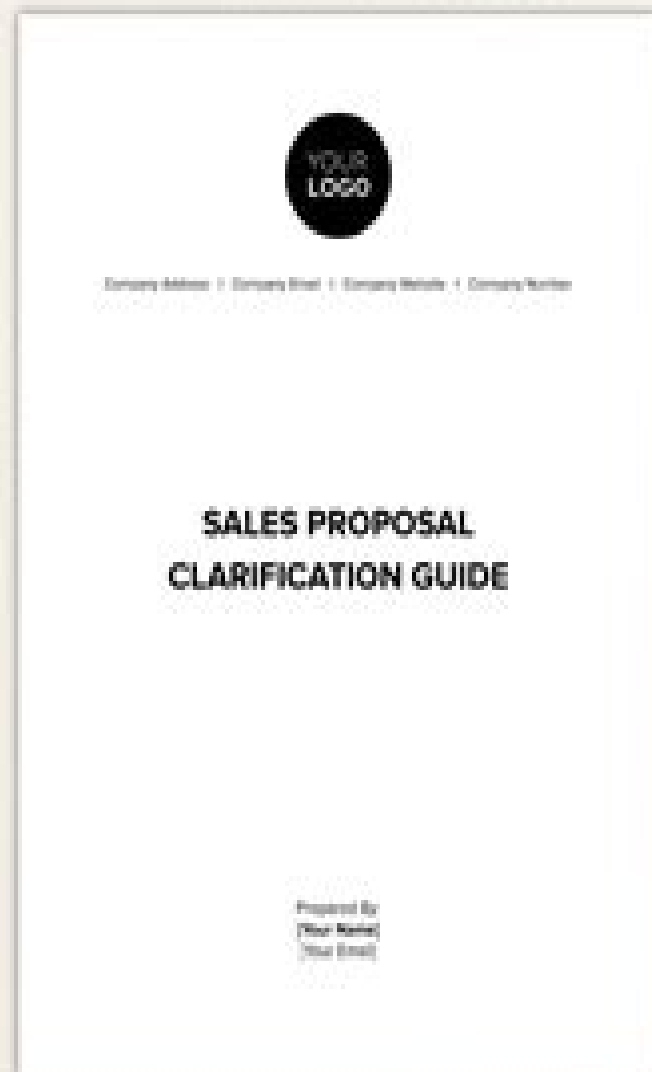 YOUR
LOGO
Company Address | Company Email | Company Website | Company Number
SALES PROPOSAL
CLARIFICATION GUIDE
Prepared By
[Your Name]
[Your Email]